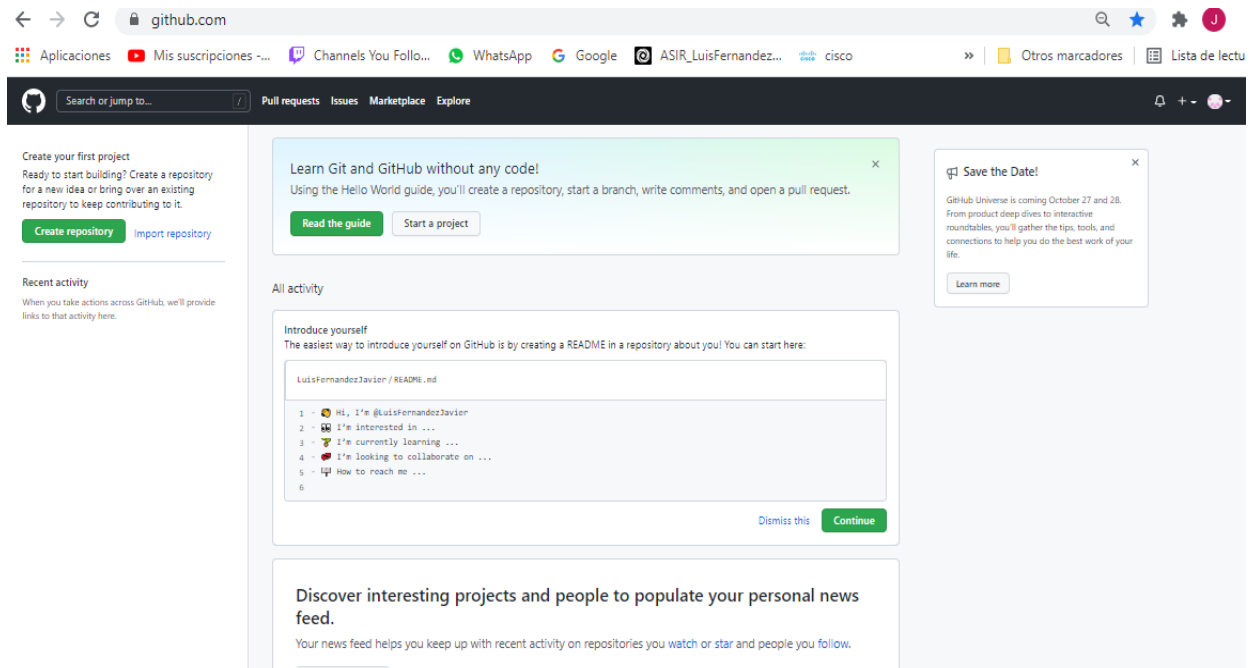 github.com
J
Aplicaciones Mis suscripciones -... Channels You Follo... WhatsApp Google ASIR_LuisFernandez... cisco » Otros marcadores Lista de lectu
Search or jump to... / Pull requests Issues Marketplace Explore
Create your first project
Ready to start building? Create a repository
for a new idea or bring over an existing
repository to keep contributing to it.
Create repository Import repository
Recent activity
When you take actions across GitHub, we'll provide
links to that activity here.
Learn Git and GitHub without any code!
Using the Hello World guide, you'll create a repository, start a branch, write comments, and open a pull request.
Read the guide Start a project
All activity
Introduce yourself
The easiest way to introduce yourself on GitHub is by creating a README in a repository about you! You can start here:
LuisFernandezJavier / README.md
1 - 👋 Hi, I'm @LuisFernandezJavier
2 - 👀 I'm interested in ...
3 - 🌱 I'm currently learning ...
4 - 💞️ I'm looking to collaborate on ...
5 - 📫 How to reach me ...
6
Dismiss this Continue
Discover interesting projects and people to populate your personal news
feed.
Your news feed helps you keep up with recent activity on repositories you watch or star and people you follow.
Save the Date!
GitHub Universe is coming October 27 and 28.
From product deep dives to interactive
roundtables, you'll gather the tips, tools, and
connections to help you do the best work of your
life.
Learn more